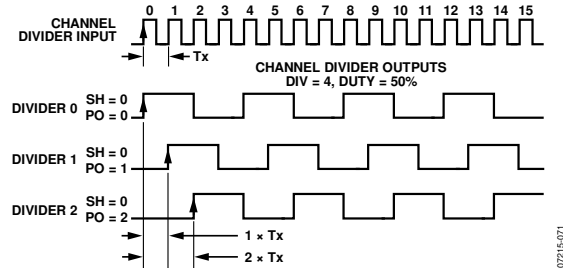 0 1 2 3 4 5 6 7 8 9 10 11 12 13 14 15
CHANNEL
DIVIDER INPUT
Tx
CHANNEL DIVIDER OUTPUTS
DIV = 4, DUTY = 50%
DIVIDER 0
SH = 0
PO = 0
DIVIDER 1
SH = 0
PO = 1
DIVIDER 2
SH = 0
PO = 2
1 × Tx
2 × Tx
07215-071